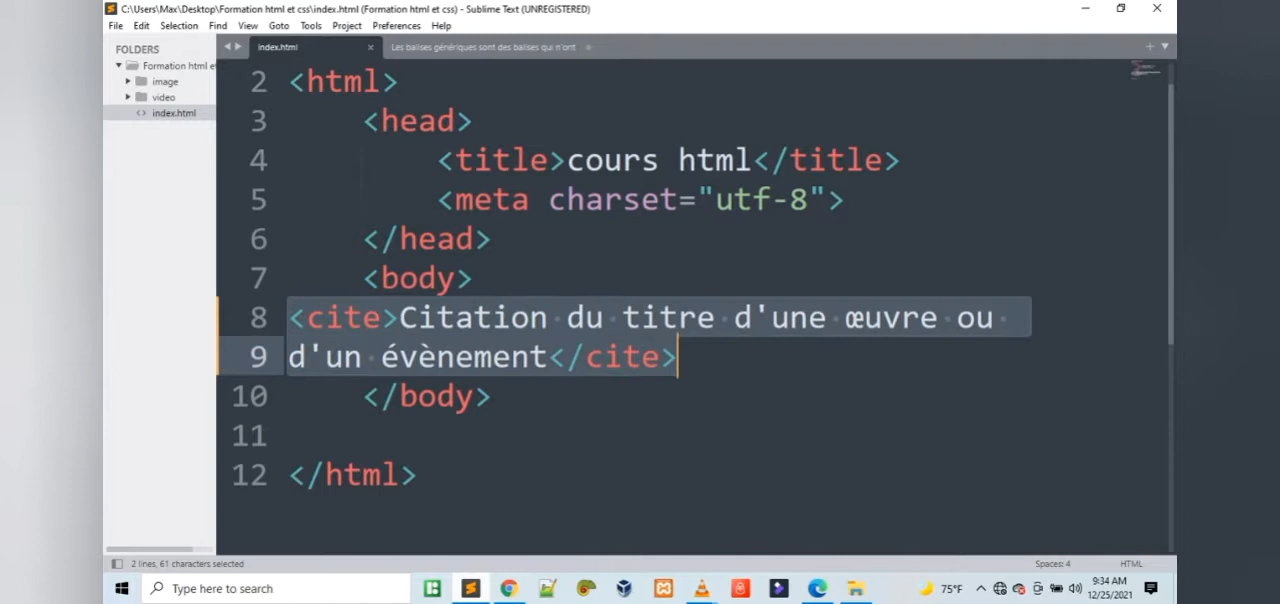 C:\Users\Max\Desktop\Formation html et css\index.html (Formation html et css) - Sublime Text (UNREGISTERED)
File Edit Selection Find View Goto Tools Project Preferences Help
FOLDERS
Formation html et
image
video
index.html
index.html
Les balises génériques sont des balises qui n'ont
2 <html>
3 <head>
4 <title>cours html</title>
5 <meta charset="utf-8">
6 </head>
7 <body>
8 <cite>Citation du titre d'une œuvre ou
9 d'un évènement</cite>
10 </body>
11
12 </html>
2 lines, 61 characters selected
Spaces: 4
HTML
Type here to search
75°F
9:34 AM
12/25/2021